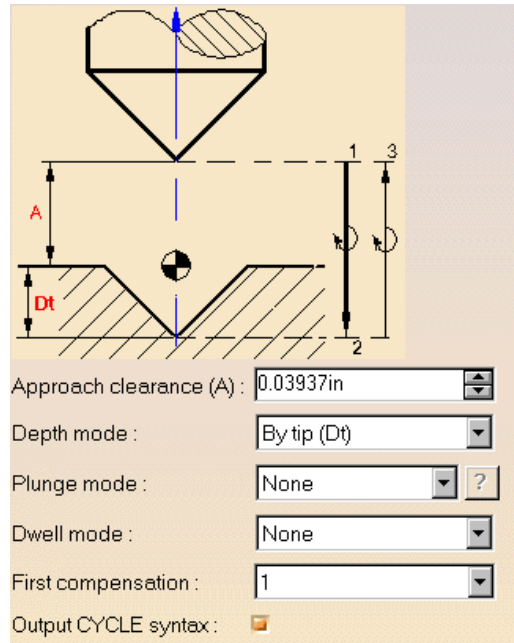 1 3
A
Dt
2
Approach clearance (A) : 0.03937in
Depth mode : By tip (Dt)
Plunge mode : None ?
Dwell mode : None
First compensation : 1
Output CYCLE syntax :